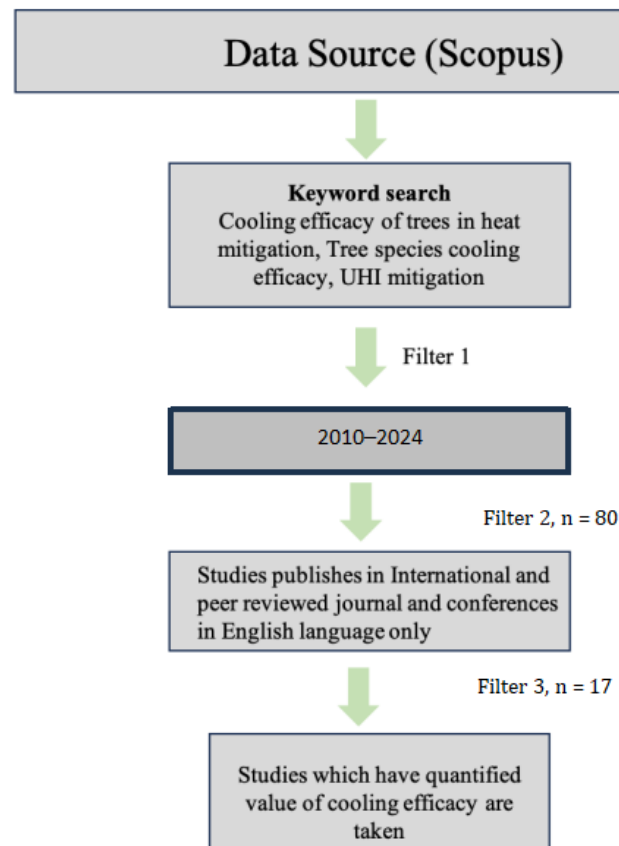 Data Source (Scopus)
Keyword search
Cooling efficacy of trees in heat
mitigation, Tree species cooling
efficacy, UHI mitigation
Filter 1
2010–2024
Filter 2, n = 80
Studies publishes in International and
peer reviewed journal and conferences
in English language only
Filter 3, n = 17
Studies which have quantified
value of cooling efficacy are
taken